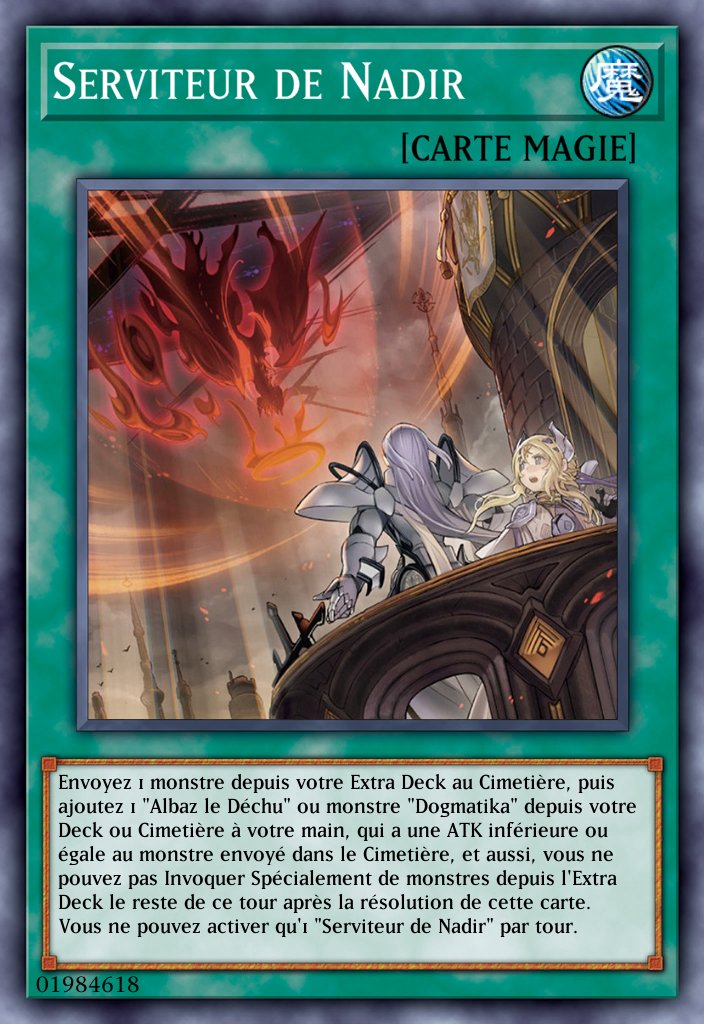 Serviteur de Nadir
魔
[CARTE MAGIE]
Envoyez 1 monstre depuis votre Extra Deck au Cimetière, puis
ajoutez 1 "Albaz le Déchu" ou monstre "Dogmatika" depuis votre
Deck ou Cimetière à votre main, qui a une ATK inférieure ou
égale au monstre envoyé dans le Cimetière, et aussi, vous ne
pouvez pas Invoquer Spécialement de monstres depuis l'Extra
Deck le reste de ce tour après la résolution de cette carte.
Vous ne pouvez activer qu'1 "Serviteur de Nadir" par tour.
01984618